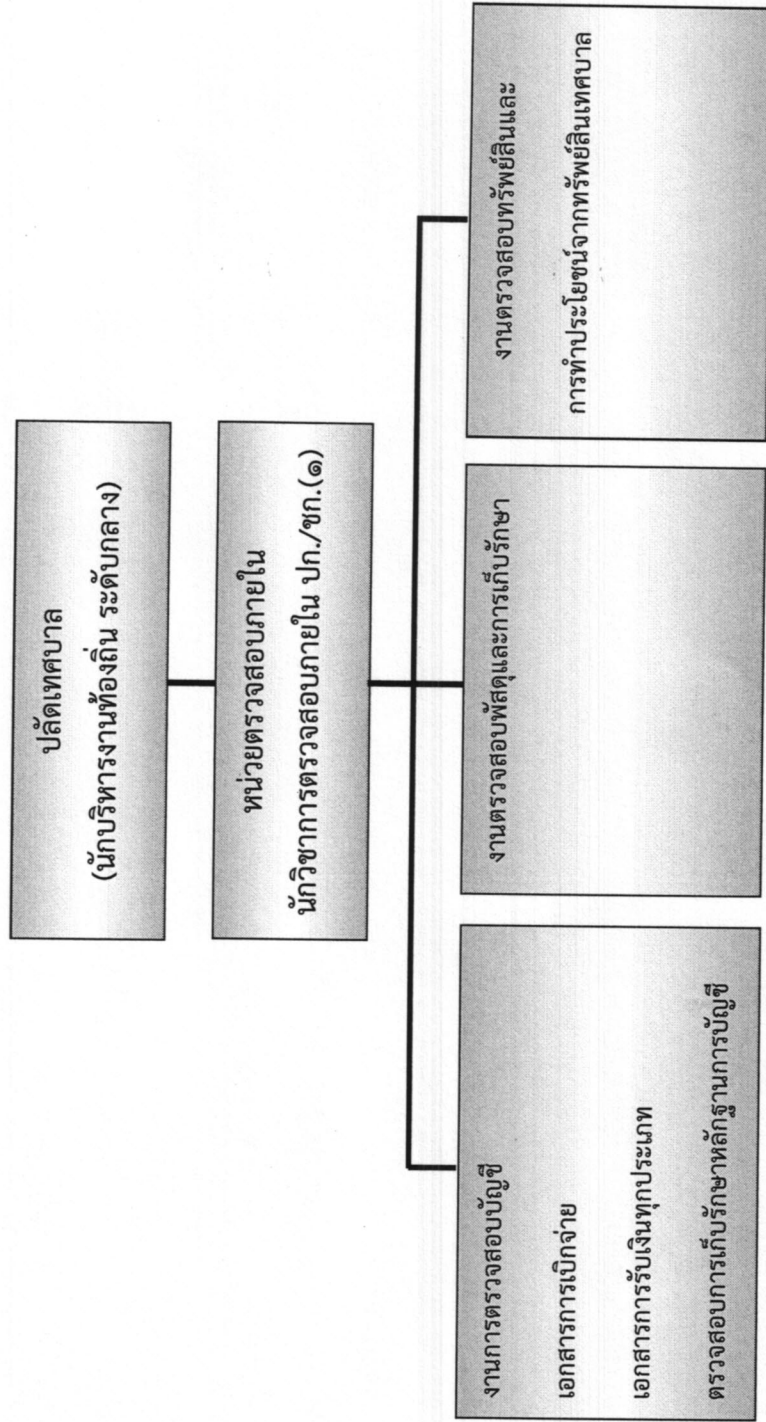 ปลัดเทศบาล
(นักบริหารงานท้องถิ่น ระดับกลาง)
หน่วยตรวจสอบภายใน
นักวิชาการตรวจสอบภายใน ปก./ชก.(๑)
งานการตรวจสอบบัญชี
เอกสารการเบิกจ่าย
เอกสารการรับเงินทุกประเภท
ตรวจสอบการเก็บรักษาหลักฐานการบัญชี
งานตรวจสอบพัสดุและการเก็บรักษา
งานตรวจสอบทรัพย์สินและ
การทำประโยชน์จากทรัพย์สินเทศบาล